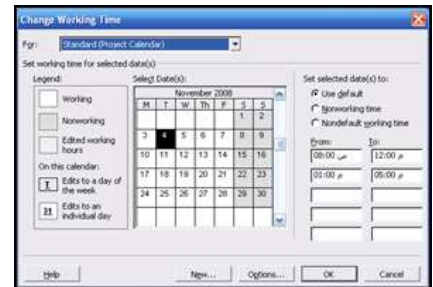 Change Working Time
For: Standard (Project Calendar)
Set working time for selected date(s)
Legend:
Working
Nonworking
Edited working hours
On this calendar:
1 Edits to a day of the week
31 Edits to an individual day
Select Date(s):
November 2008
M T W Th F S S
1 2
3 4 5 6 7 8 9
10 11 12 13 14 15 16
17 18 19 20 21 22 23
24 25 26 27 28 29 30
Set selected date(s) to:
Use default
Nonworking time
Nondefault working time
From: To:
08:00 ص 12:00 م
01:00 م 05:00 م
Help New... Options... OK Cancel